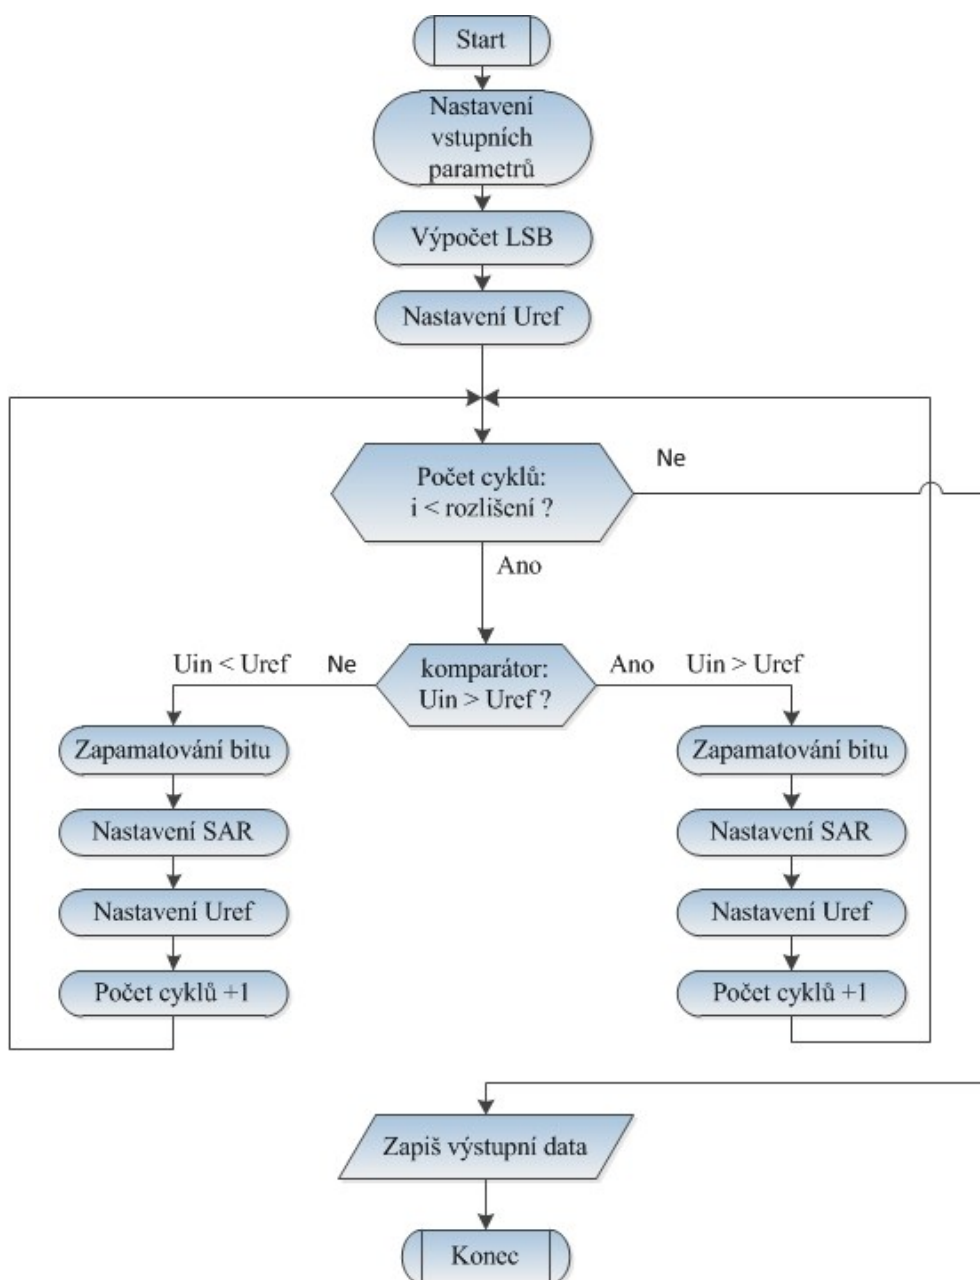 Start
Nastavení
vstupních
parametrů
Výpočet LSB
Nastavení Uref
Počet cyklů:
i < rozlišení ?
Ne
Ano
Uin < Uref
Ne
komparátor:
Uin > Uref ?
Ano
Uin > Uref
Zapamatování bitu
Nastavení SAR
Nastavení Uref
Počet cyklů +1
Zapamatování bitu
Nastavení SAR
Nastavení Uref
Počet cyklů +1
Zapiš výstupní data
Konec